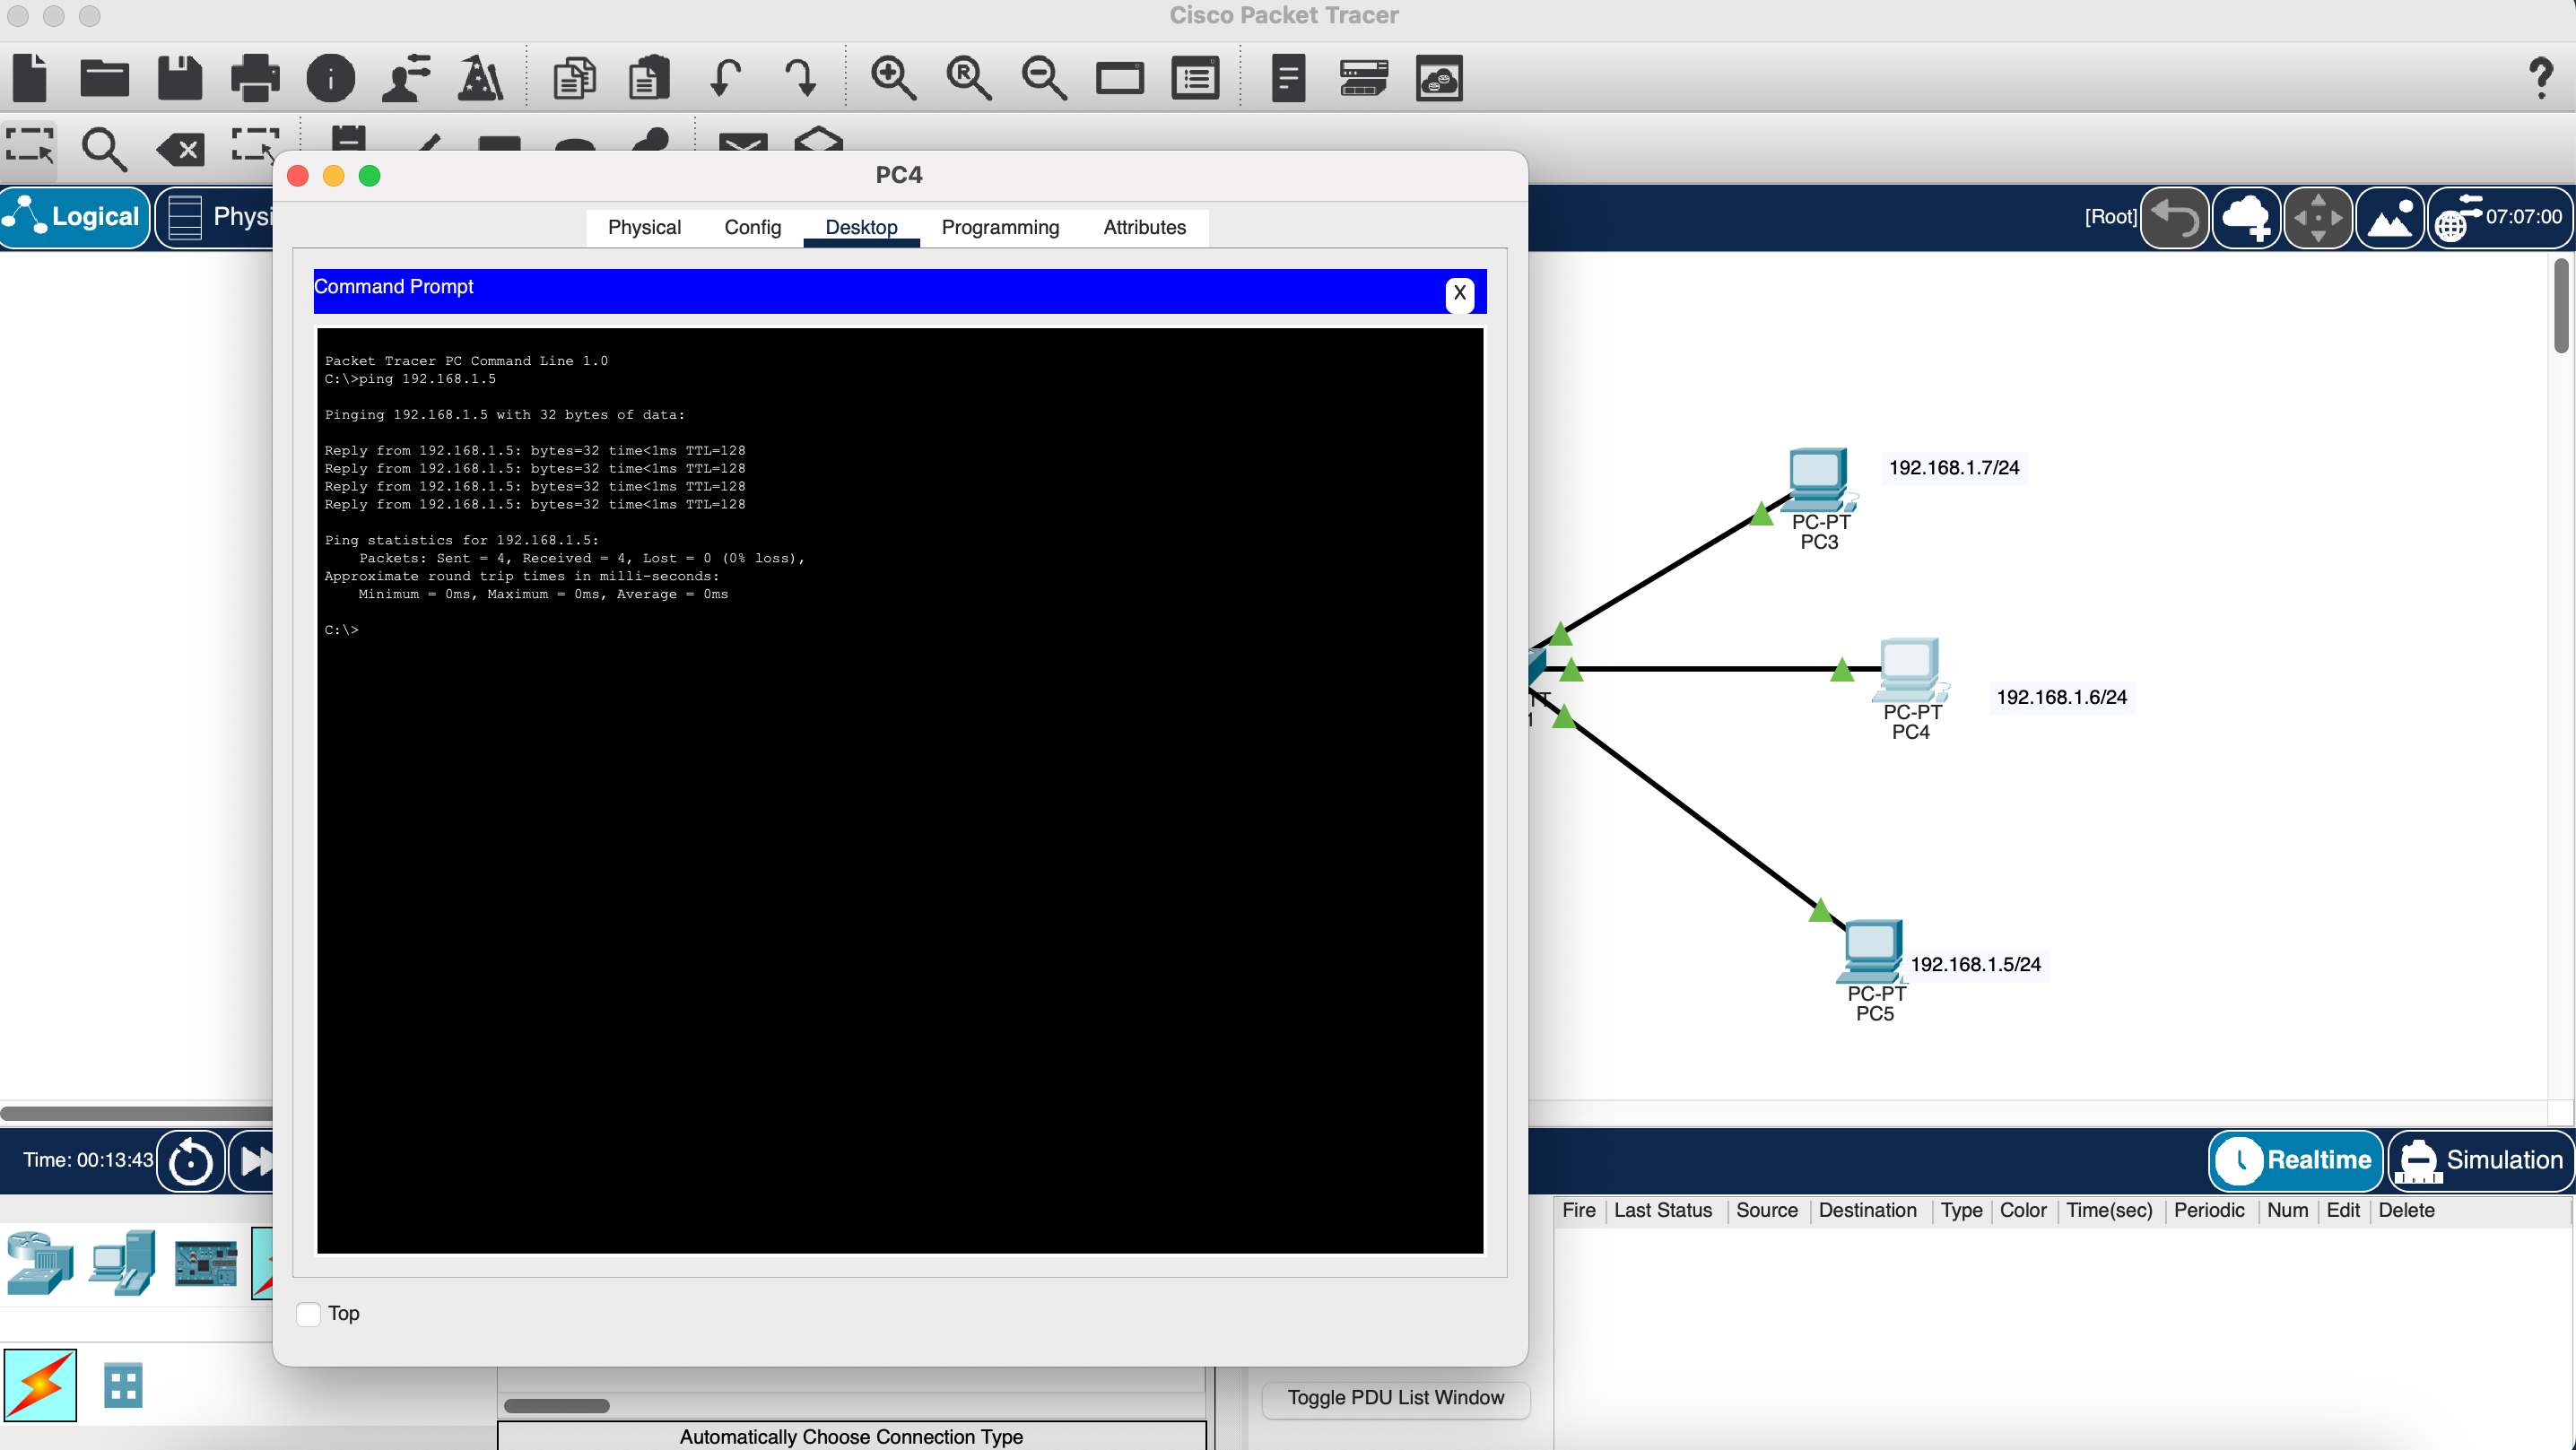 Cisco Packet Tracer
Logical
Physi
[Root]
07:07:00
PC4
Physical Config Desktop Programming Attributes
Command Prompt
X
Packet Tracer PC Command Line 1.0
C:\>ping 192.168.1.5
Pinging 192.168.1.5 with 32 bytes of data:
Reply from 192.168.1.5: bytes=32 time<1ms TTL=128
Reply from 192.168.1.5: bytes=32 time<1ms TTL=128
Reply from 192.168.1.5: bytes=32 time<1ms TTL=128
Reply from 192.168.1.5: bytes=32 time<1ms TTL=128
Ping statistics for 192.168.1.5:
Packets: Sent = 4, Received = 4, Lost = 0 (0% loss),
Approximate round trip times in milli-seconds:
Minimum = 0ms, Maximum = 0ms, Average = 0ms
C:\>
Top
192.168.1.7/24
PC-PT
PC3
192.168.1.6/24
PC-PT
PC4
192.168.1.5/24
PC-PT
PC5
Time: 00:13:43
Realtime
Simulation
Fire Last Status Source Destination Type Color Time(sec) Periodic Num Edit Delete
Toggle PDU List Window
Automatically Choose Connection Type